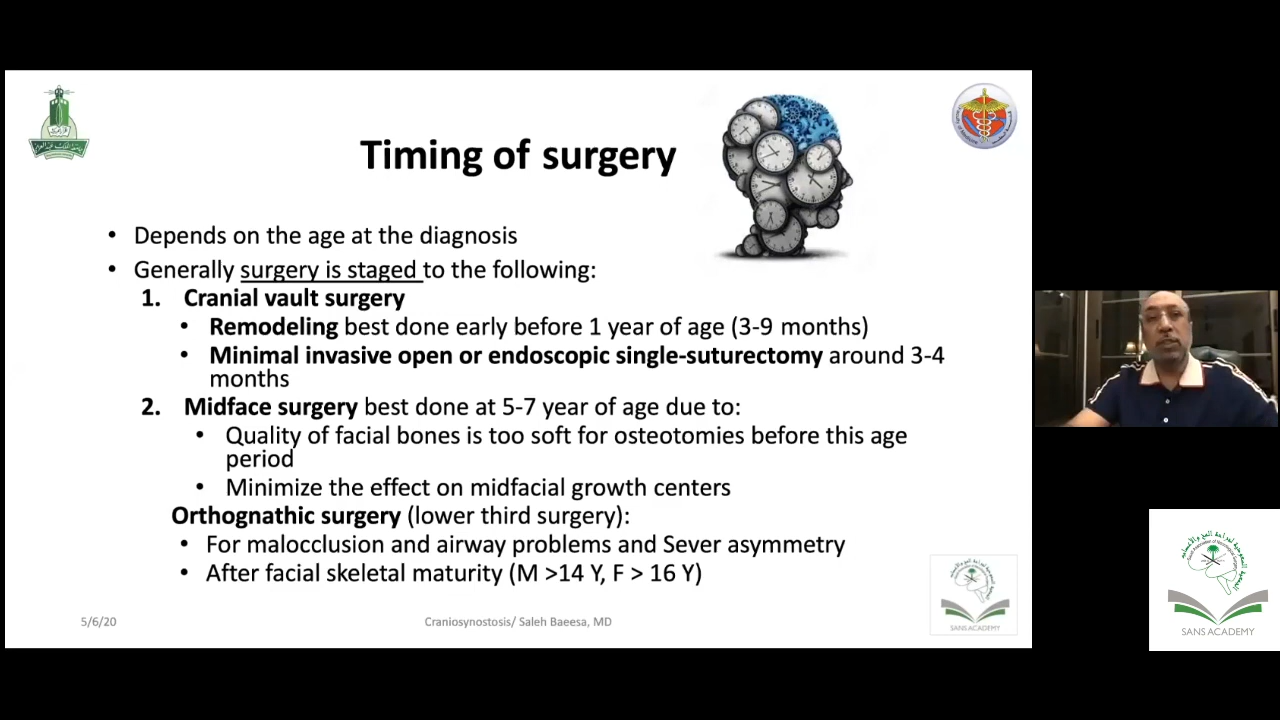 Timing of surgery
• Depends on the age at the diagnosis
• Generally surgery is staged to the following:
1. Cranial vault surgery
• Remodeling best done early before 1 year of age (3-9 months)
• Minimal invasive open or endoscopic single-suturectomy around 3-4
months
2. Midface surgery best done at 5-7 year of age due to:
• Quality of facial bones is too soft for osteotomies before this age
period
• Minimize the effect on midfacial growth centers
Orthognathic surgery (lower third surgery):
• For malocclusion and airway problems and Sever asymmetry
• After facial skeletal maturity (M >14 Y, F > 16 Y)
5/6/20
Craniosynostosis/ Saleh Baeesa, MD
SANS ACADEMY
SANS ACADEMY